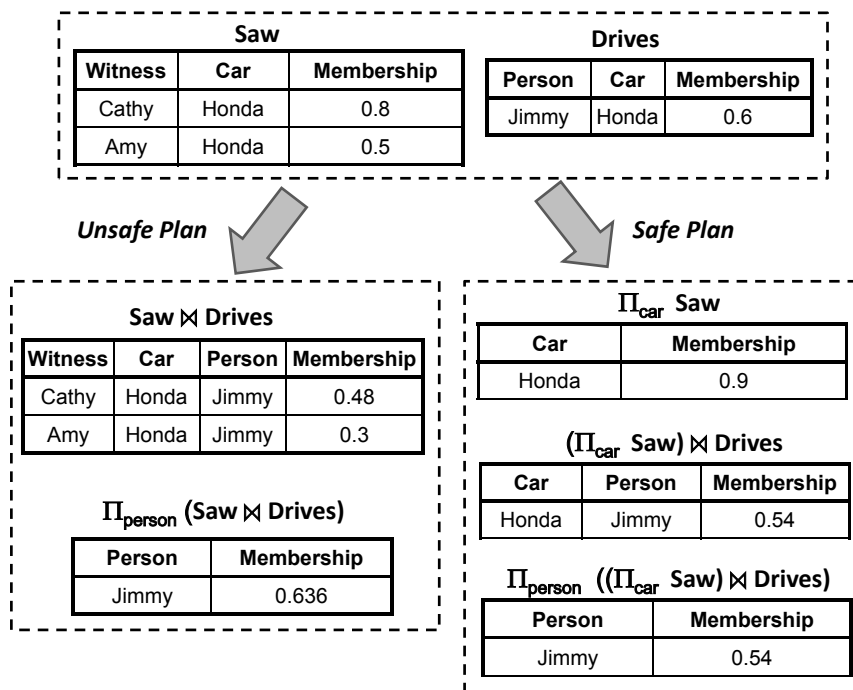 Saw
Witness Car Membership
Cathy Honda 0.8
Amy Honda 0.5
Drives
Person Car Membership
Jimmy Honda 0.6
Unsafe Plan
Safe Plan
Saw ⋈ Drives
Witness Car Person Membership
Cathy Honda Jimmy 0.48
Amy Honda Jimmy 0.3
Π_person (Saw ⋈ Drives)
Person Membership
Jimmy 0.636
Π_car Saw
Car Membership
Honda 0.9
(Π_car Saw) ⋈ Drives
Car Person Membership
Honda Jimmy 0.54
Π_person ((Π_car Saw) ⋈ Drives)
Person Membership
Jimmy 0.54